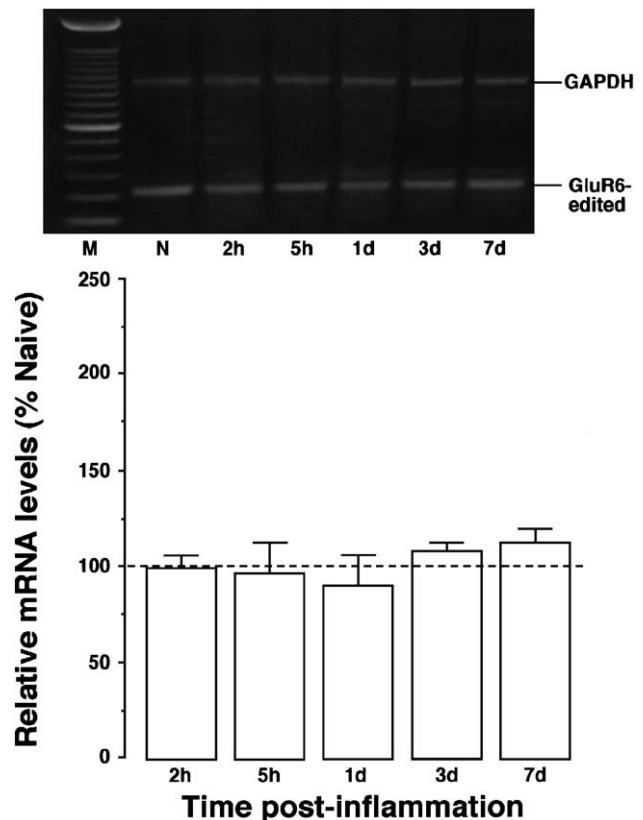 GAPDH
GluR6-
edited
M N 2h 5h 1d 3d 7d
Relative mRNA levels (% Naive)
250
200
150
100
50
0
2h 5h 1d 3d 7d
Time post-inflammation